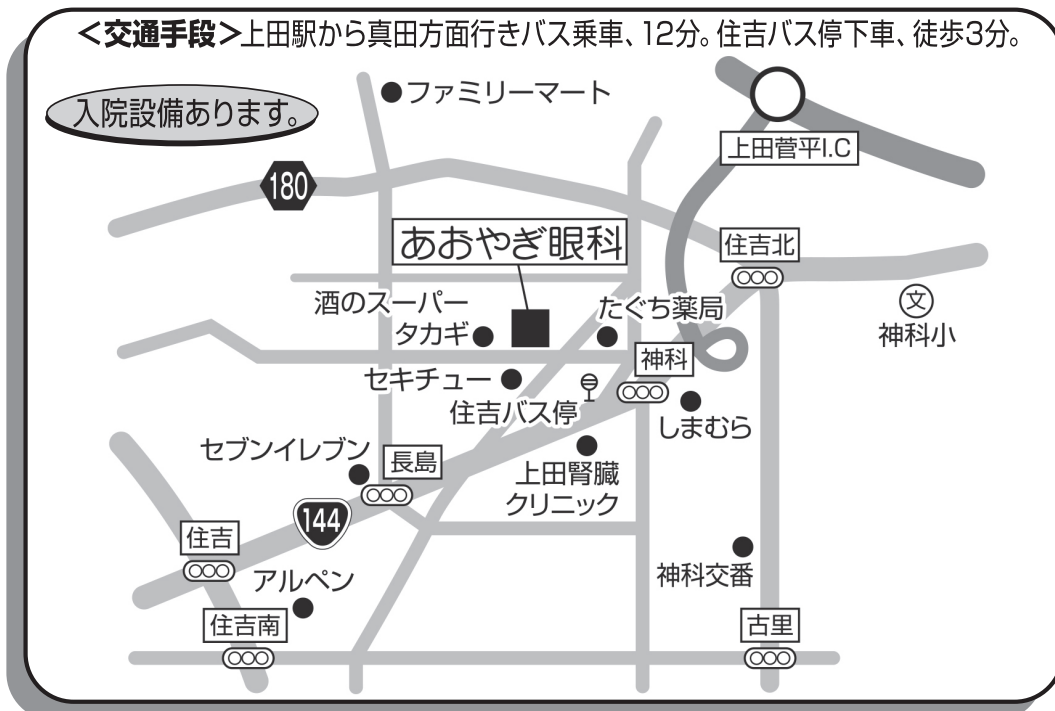 ＜交通手段＞上田駅から真田方面行きバス乗車、12分。住吉バス停下車、徒歩3分。
入院設備あります。
ファミリーマート
上田菅平I.C
180
あおやぎ眼科
住吉北
酒のスーパー
タカギ
たぐち薬局
文
神科小
神科
セキチュー
住吉バス停
しまむら
セブンイレブン
長島
上田腎臓
クリニック
144
住吉
アルペン
神科交番
住吉南
古里